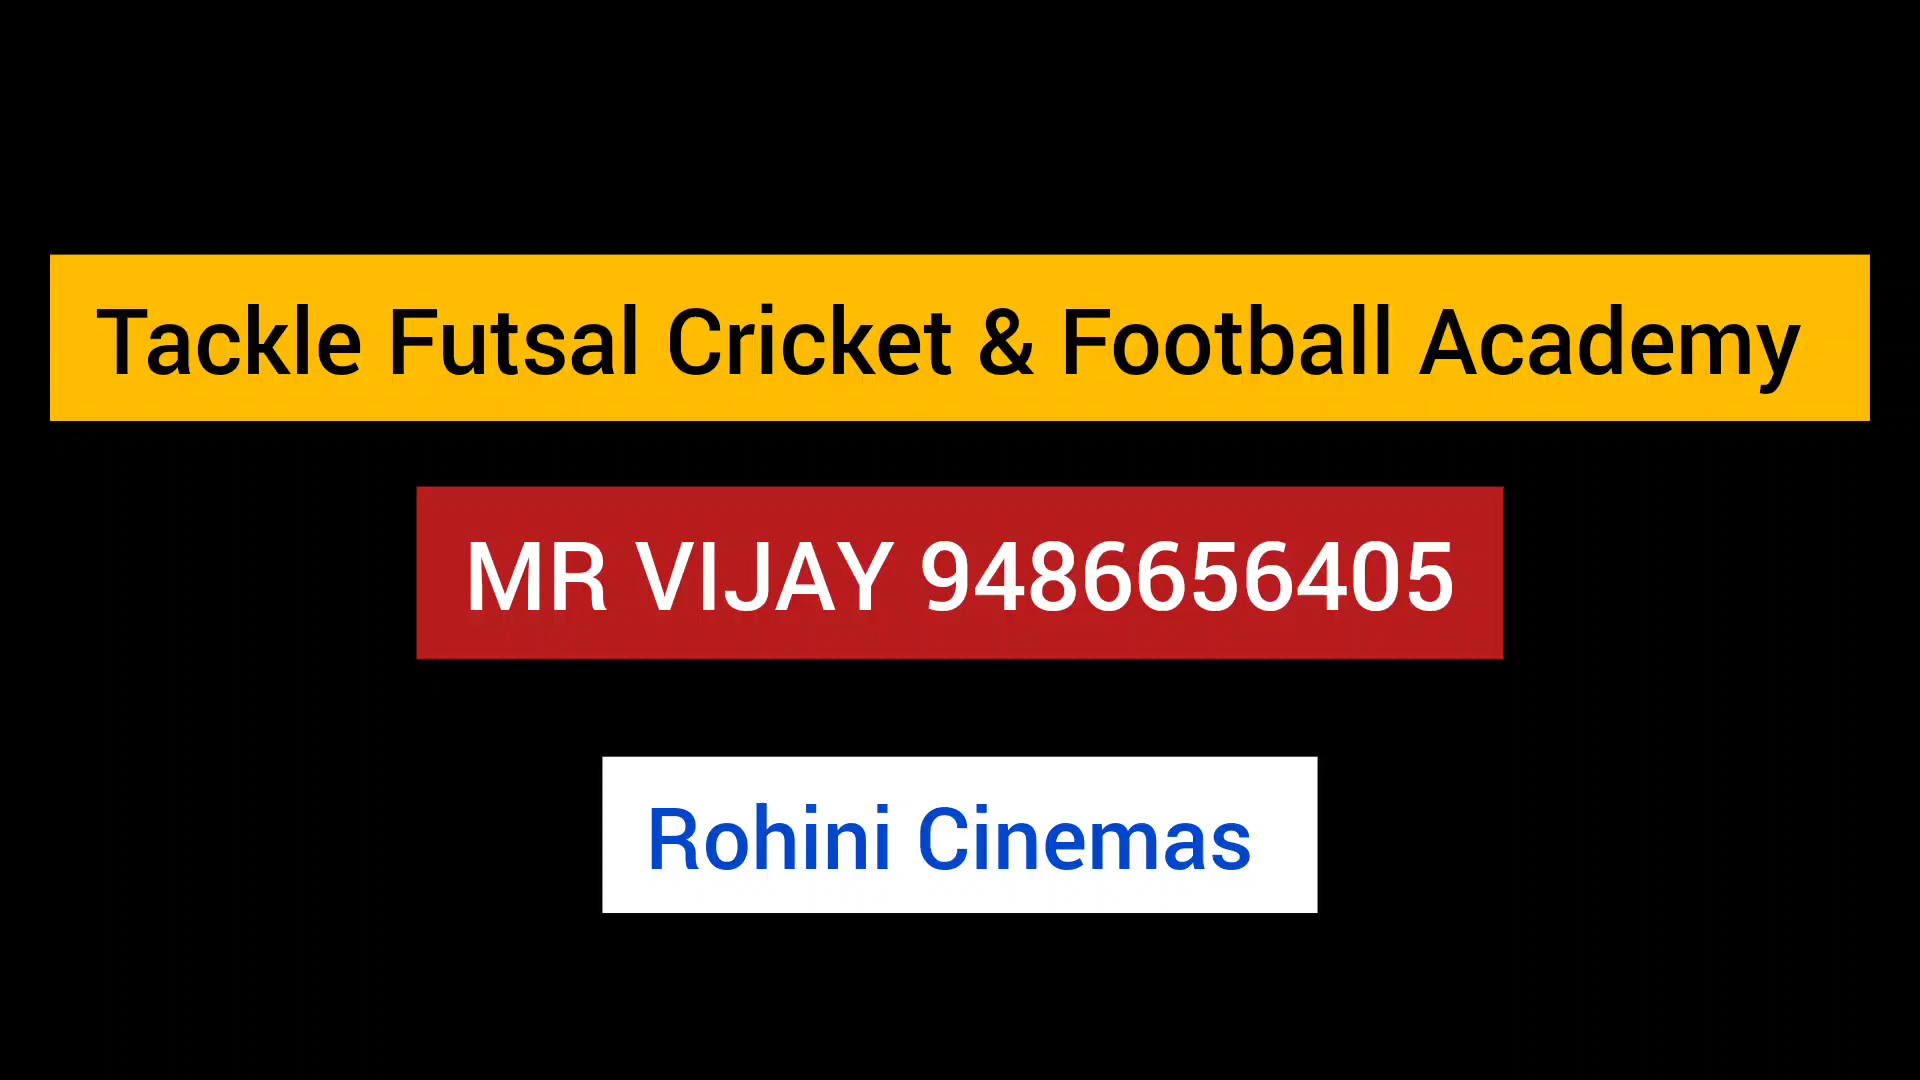 Tackle Futsal Cricket & Football Academy
MR VIJAY 9486656405
Rohini Cinemas